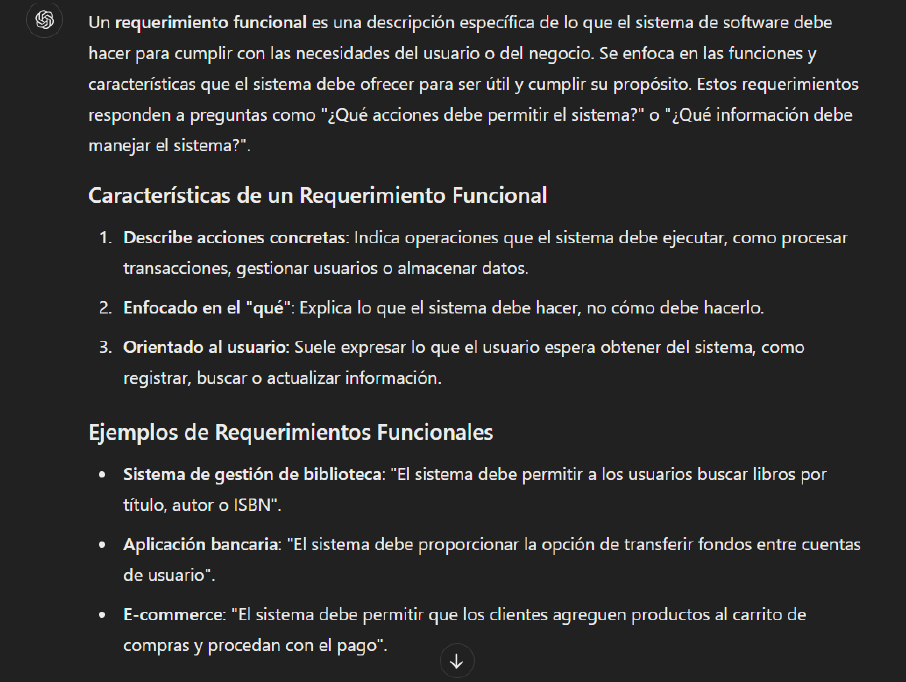 Un requerimiento funcional es una descripción específica de lo que el sistema de software debe
hacer para cumplir con las necesidades del usuario o del negocio. Se enfoca en las funciones y
características que el sistema debe ofrecer para ser útil y cumplir su propósito. Estos requerimientos
responden a preguntas como "¿Qué acciones debe permitir el sistema?" o "¿Qué información debe
manejar el sistema?".
Características de un Requerimiento Funcional
1. Describe acciones concretas: Indica operaciones que el sistema debe ejecutar, como procesar
transacciones, gestionar usuarios o almacenar datos.
2. Enfocado en el "qué": Explica lo que el sistema debe hacer, no cómo debe hacerlo.
3. Orientado al usuario: Suele expresar lo que el usuario espera obtener del sistema, como
registrar, buscar o actualizar información.
Ejemplos de Requerimientos Funcionales
• Sistema de gestión de biblioteca: "El sistema debe permitir a los usuarios buscar libros por
título, autor o ISBN".
• Aplicación bancaria: "El sistema debe proporcionar la opción de transferir fondos entre cuentas
de usuario".
• E-commerce: "El sistema debe permitir que los clientes agreguen productos al carrito de
compras y procedan con el pago".